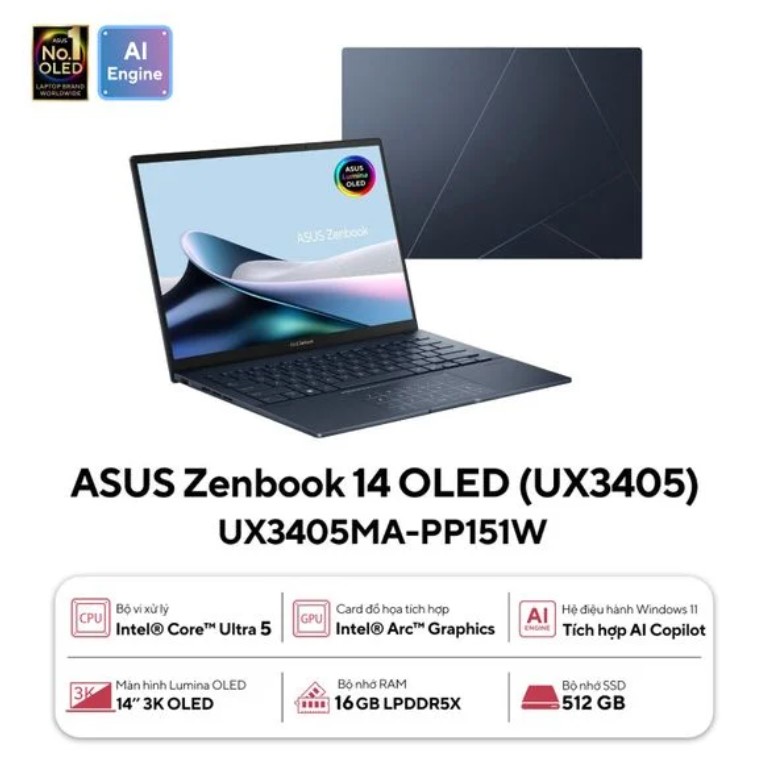 ASUS
No.1
OLED
LAPTOP BRAND
WORLDWIDE
AI
Engine
ASUS
Lumina
OLED
ASUS Zenbook
ASUS Zenbook 14 OLED (UX3405)
UX3405MA-PP151W
CPU
Bộ vi xử lý
Intel® Core™ Ultra 5
GPU
Card đồ họa tích hợp
Intel® Arc™ Graphics
AI
ENGINE
Hệ điều hành Windows 11
Tích hợp AI Copilot
3K
Màn hình Lumina OLED
14″ 3K OLED
Bộ nhớ RAM
16GB LPDDR5X
Bộ nhớ SSD
512 GB